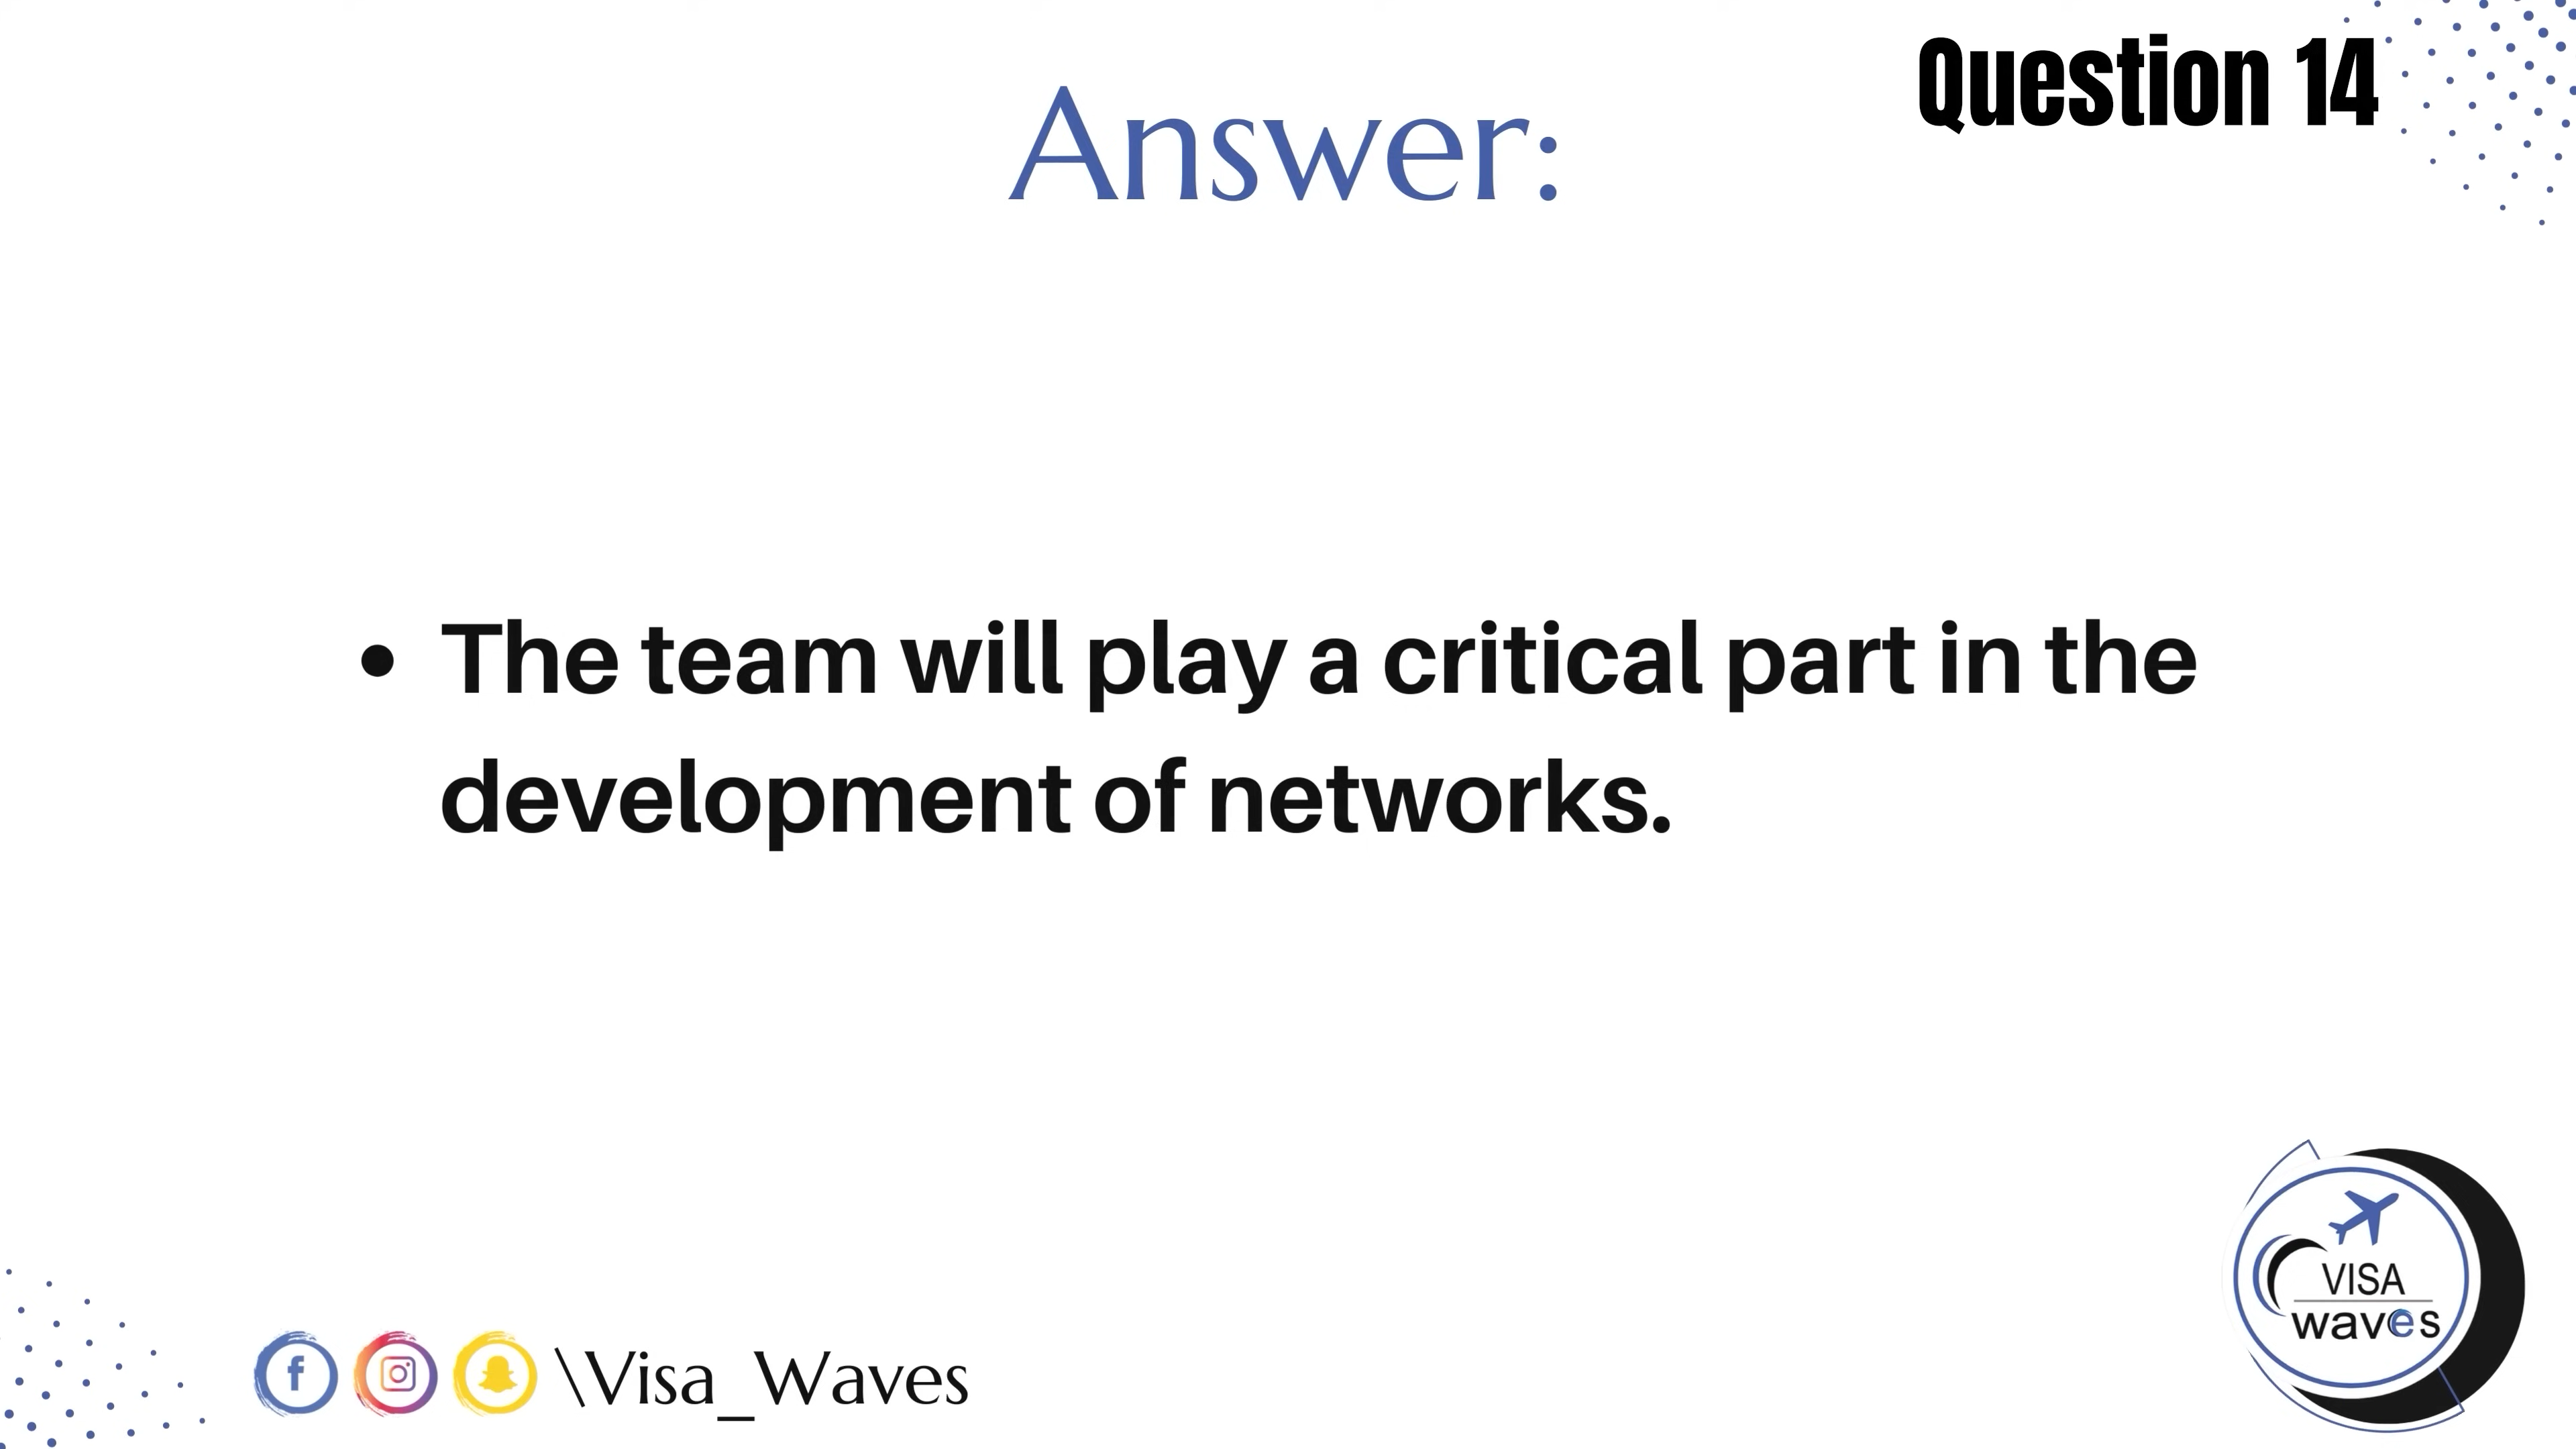 Question 14
Answer:
• The team will play a critical part in the
development of networks.
\Visa_Waves
VISA
waves